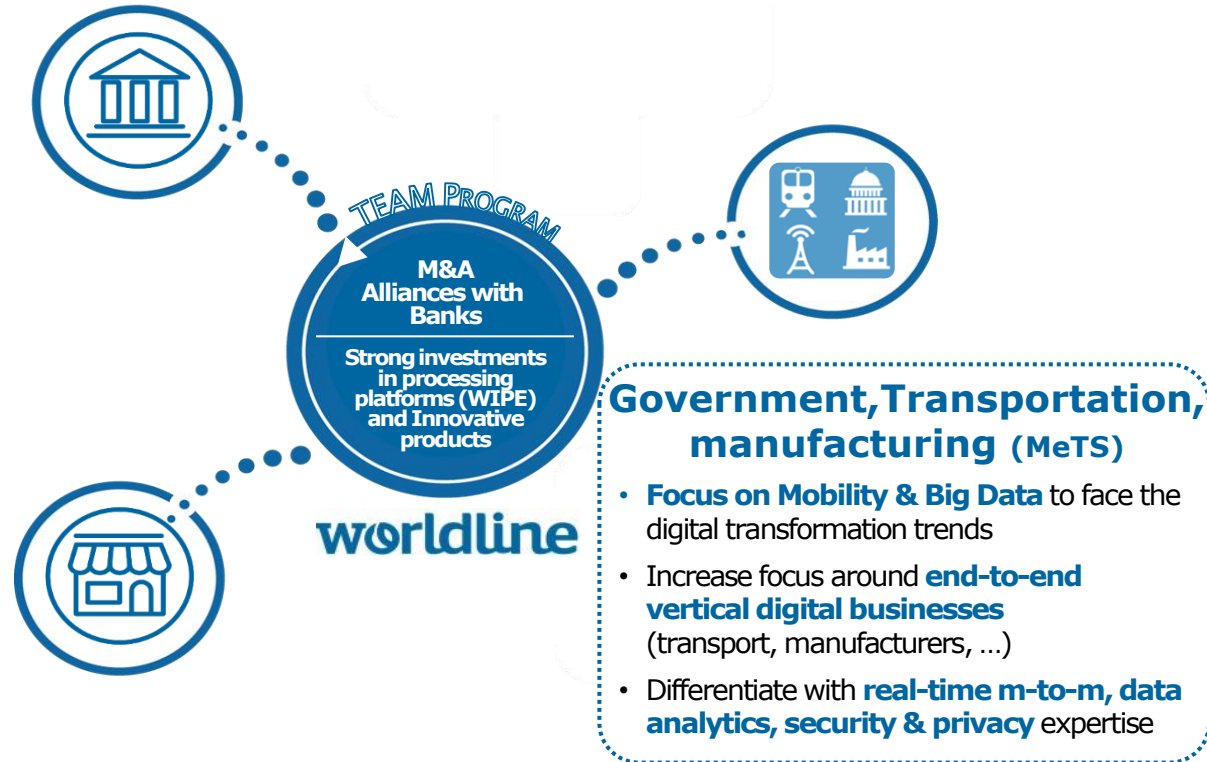 TEAM PROGRAM
M&A
Alliances with
Banks
Strong investments
in processing
platforms (WIPE)
and Innovative
products
worldline
Government,Transportation,
manufacturing (MeTS)
• Focus on Mobility & Big Data to face the
digital transformation trends
• Increase focus around end-to-end
vertical digital businesses
(transport, manufacturers, ...)
• Differentiate with real-time m-to-m, data
analytics, security & privacy expertise